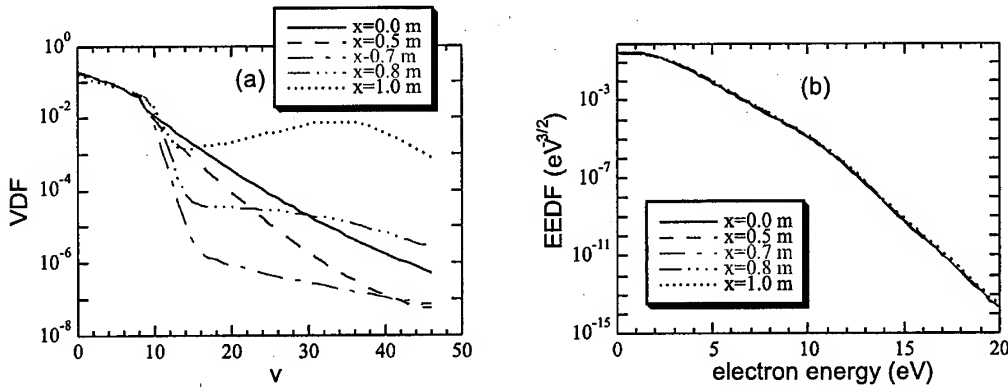 x=0.0 m
x=0.5 m
x-0.7 m
x=0.8 m
x=1.0 m
(a)
10^0
10^-2
10^-4
10^-6
10^-8
VDF
0 10 20 30 40 50
v
(b)
10^-3
10^-7
10^-11
10^-15
EEDF (eV^-3/2)
x=0.0 m
x=0.5 m
x=0.7 m
x=0.8 m
x=1.0 m
0 5 10 15 20
electron energy (eV)